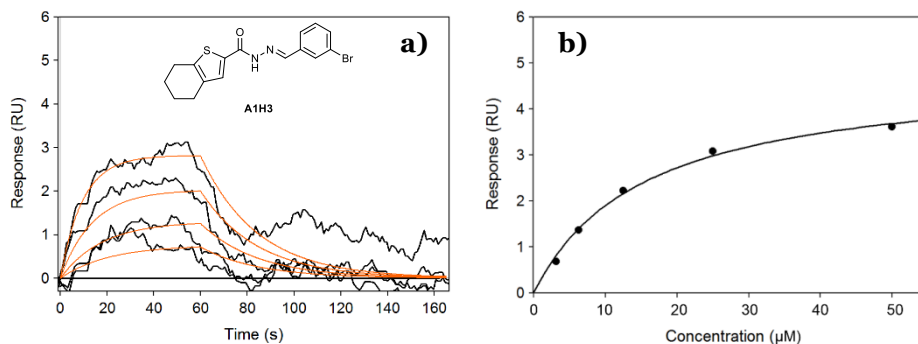 a)
6
5
4
3
2
1
0
Response (RU)
S
O
N
H
N
Br
A1H3
0 20 40 60 80 100 120 140 160
Time (s)
b)
6
5
4
3
2
1
0
Response (RU)
0 10 20 30 40 50
Concentration (µM)